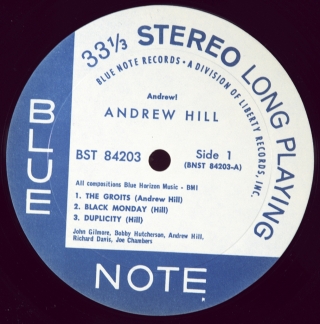 33 1/3 STEREO LONG PLAYING
BLUE NOTE RECORDS • A DIVISION OF LIBERTY RECORDS, INC.
Andrew!
ANDREW HILL
BST 84203
Side 1
(BNST 84203-A)
All compositions Blue Horizon Music - BMI
1. THE GROITS (Andrew Hill)
2. BLACK MONDAY (Hill)
3. DUPLICITY (Hill)
John Gilmore, Bobby Hutcherson, Andrew Hill,
Richard Davis, Joe Chambers
BLUE
NOTE